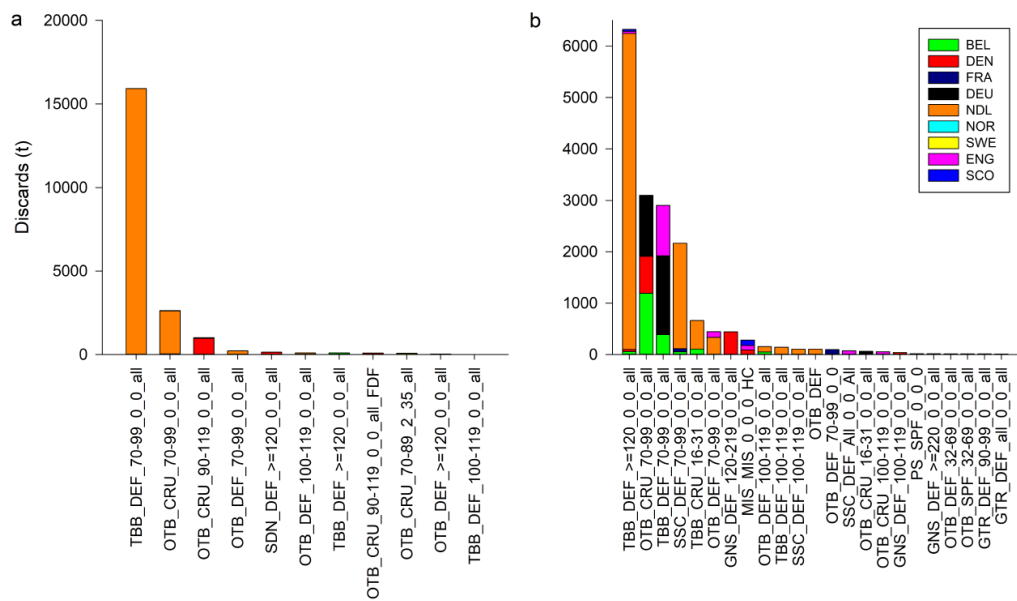 a
20000
15000
10000
5000
0
Discards (t)
TBB_DEF_70-99_0_0_all
OTB_CRU_70-99_0_0_all
OTB_CRU_90-119_0_0_all
OTB_DEF_70-99_0_0_all
SDN_DEF_>=120_0_0_all
OTB_DEF_100-119_0_0_all
TBB_DEF_>=120_0_0_all
OTB_CRU_90-119_0_0_all_FDF
OTB_CRU_70-89_2_35_all
OTB_DEF_>=120_0_0_all
TBB_DEF_100-119_0_0_all
b
6000
5000
4000
3000
2000
1000
0
BEL
DEN
FRA
DEU
NDL
NOR
SWE
ENG
SCO
TBB_DEF_>=120_0_0_all
OTB_CRU_70-99_0_0_all
TBB_DEF_70-99_0_0_all
SSC_DEF_70-99_0_0_all
TBB_CRU_16-31_0_0_all
OTB_DEF_70-99_0_0_all
GNS_DEF_120-219_0_0_all
MIS_MIS_0_0_0_HC
OTB_DEF_100-119_0_0_all
TBB_DEF_100-119_0_0_all
SSC_DEF_100-119_0_0_all
OTB_DEF
OTB_DEF_70-99_0_0
SSC_DEF_All_0_0_All
OTB_CRU_16-31_0_0_all
OTB_CRU_100-119_0_0_all
GNS_DEF_100-119_0_0_all
PS_SPF_0_0_0
GNS_DEF_>=220_0_0_all
OTB_DEF_32-69_0_0_all
OTB_SPF_32-69_0_0_all
GTR_DEF_90-99_0_0_all
GTR_DEF_all_0_0_all